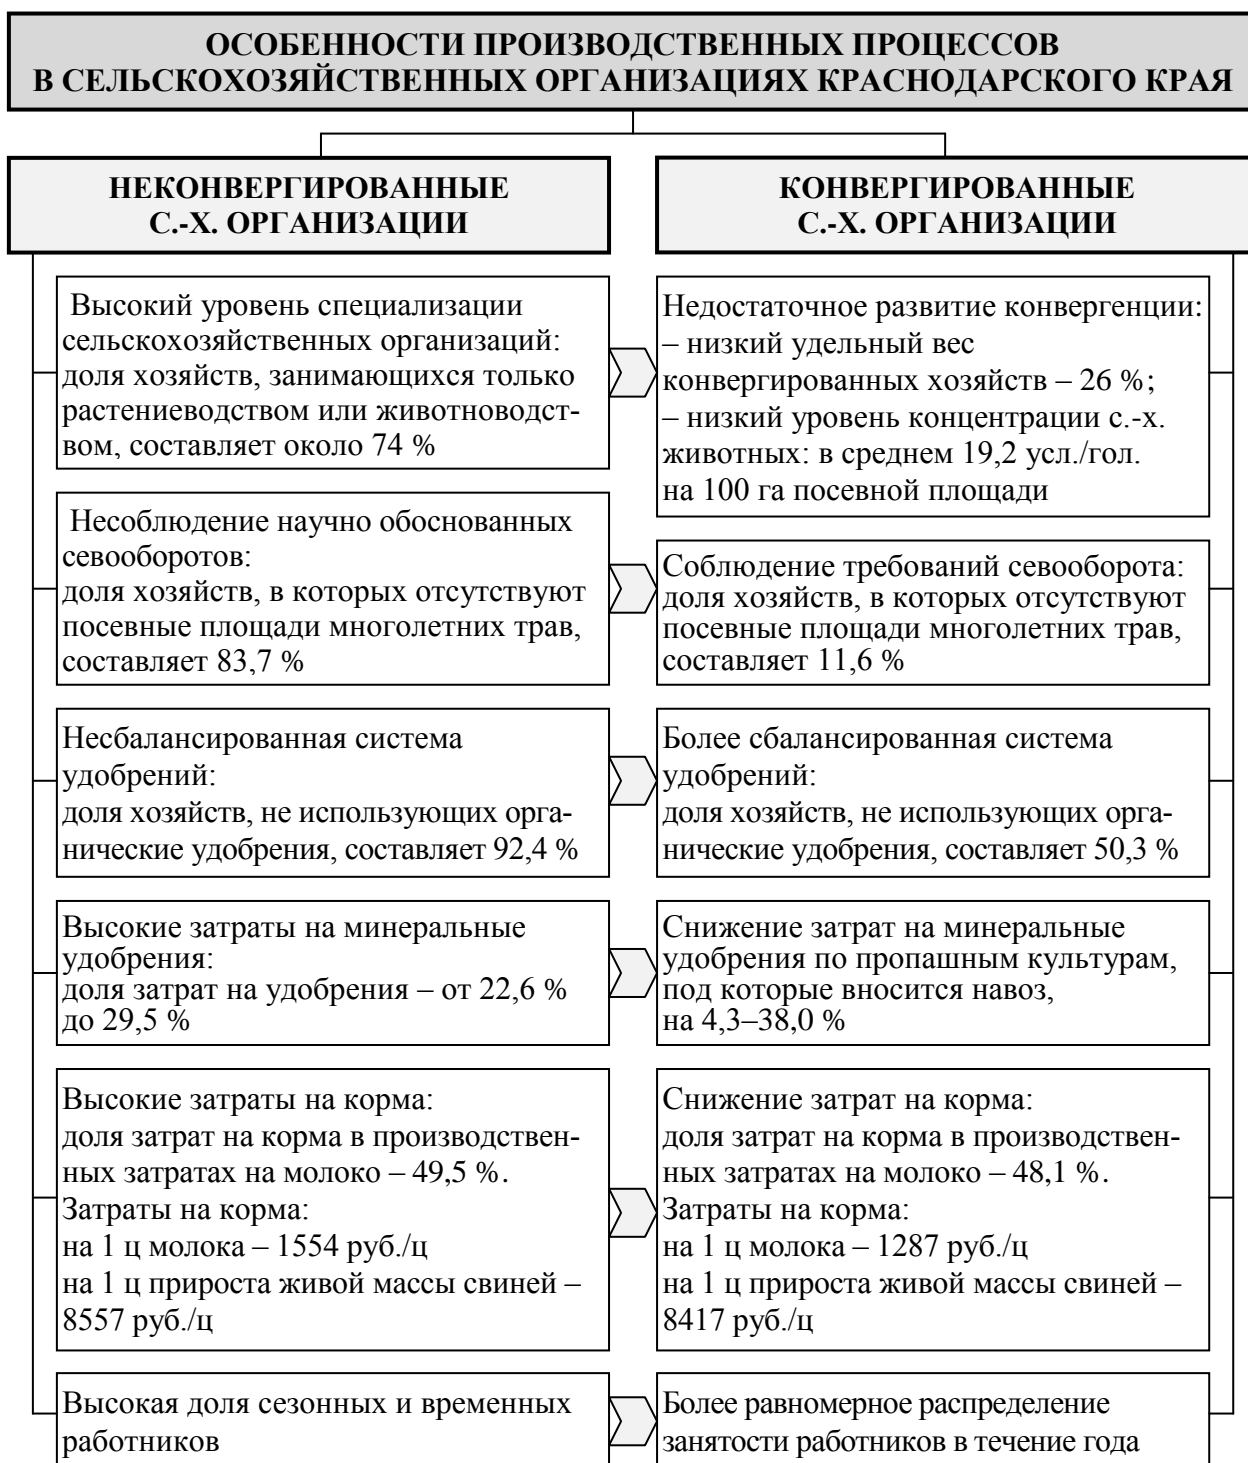 ОСОБЕННОСТИ ПРОИЗВОДСТВЕННЫХ ПРОЦЕССОВ
В СЕЛЬСКОХОЗЯЙСТВЕННЫХ ОРГАНИЗАЦИЯХ КРАСНОДАРСКОГО КРАЯ
НЕКОНВЕРГИРОВАННЫЕ
С.-Х. ОРГАНИЗАЦИИ
КОНВЕРГИРОВАННЫЕ
С.-Х. ОРГАНИЗАЦИИ
Высокий уровень специализации
сельскохозяйственных организаций:
доля хозяйств, занимающихся только
растениеводством или животноводст-
вом, составляет около 74 %
Недостаточное развитие конвергенции:
– низкий удельный вес
конвергированных хозяйств – 26 %;
– низкий уровень концентрации с.-х.
животных: в среднем 19,2 усл./гол.
на 100 га посевной площади
Несоблюдение научно обоснованных
севооборотов:
доля хозяйств, в которых отсутствуют
посевные площади многолетних трав,
составляет 83,7 %
Соблюдение требований севооборота:
доля хозяйств, в которых отсутствуют
посевные площади многолетних трав,
составляет 11,6 %
Несбалансированная система
удобрений:
доля хозяйств, не использующих орга-
нические удобрения, составляет 92,4 %
Более сбалансированная система
удобрений:
доля хозяйств, не использующих орга-
нические удобрения, составляет 50,3 %
Высокие затраты на минеральные
удобрения:
доля затрат на удобрения – от 22,6 %
до 29,5 %
Снижение затрат на минеральные
удобрения по пропашным культурам,
под которые вносится навоз,
на 4,3–38,0 %
Высокие затраты на корма:
доля затрат на корма в производствен-
ных затратах на молоко – 49,5 %.
Затраты на корма:
на 1 ц молока – 1554 руб./ц
на 1 ц прироста живой массы свиней –
8557 руб./ц
Снижение затрат на корма:
доля затрат на корма в производствен-
ных затратах на молоко – 48,1 %.
Затраты на корма:
на 1 ц молока – 1287 руб./ц
на 1 ц прироста живой массы свиней –
8417 руб./ц
Высокая доля сезонных и временных
работников
Более равномерное распределение
занятости работников в течение года